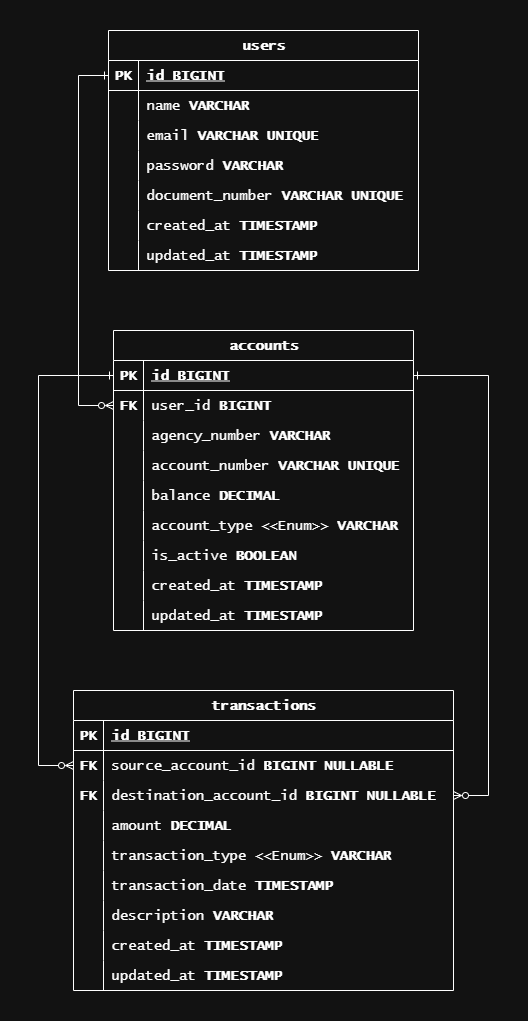 users
PK id BIGINT
name VARCHAR
email VARCHAR UNIQUE
password VARCHAR
document_number VARCHAR UNIQUE
created_at TIMESTAMP
updated_at TIMESTAMP
accounts
PK id BIGINT
FK user_id BIGINT
agency_number VARCHAR
account_number VARCHAR UNIQUE
balance DECIMAL
account_type <<Enum>> VARCHAR
is_active BOOLEAN
created_at TIMESTAMP
updated_at TIMESTAMP
transactions
PK id BIGINT
FK source_account_id BIGINT NULLABLE
FK destination_account_id BIGINT NULLABLE
amount DECIMAL
transaction_type <<Enum>> VARCHAR
transaction_date TIMESTAMP
description VARCHAR
created_at TIMESTAMP
updated_at TIMESTAMP